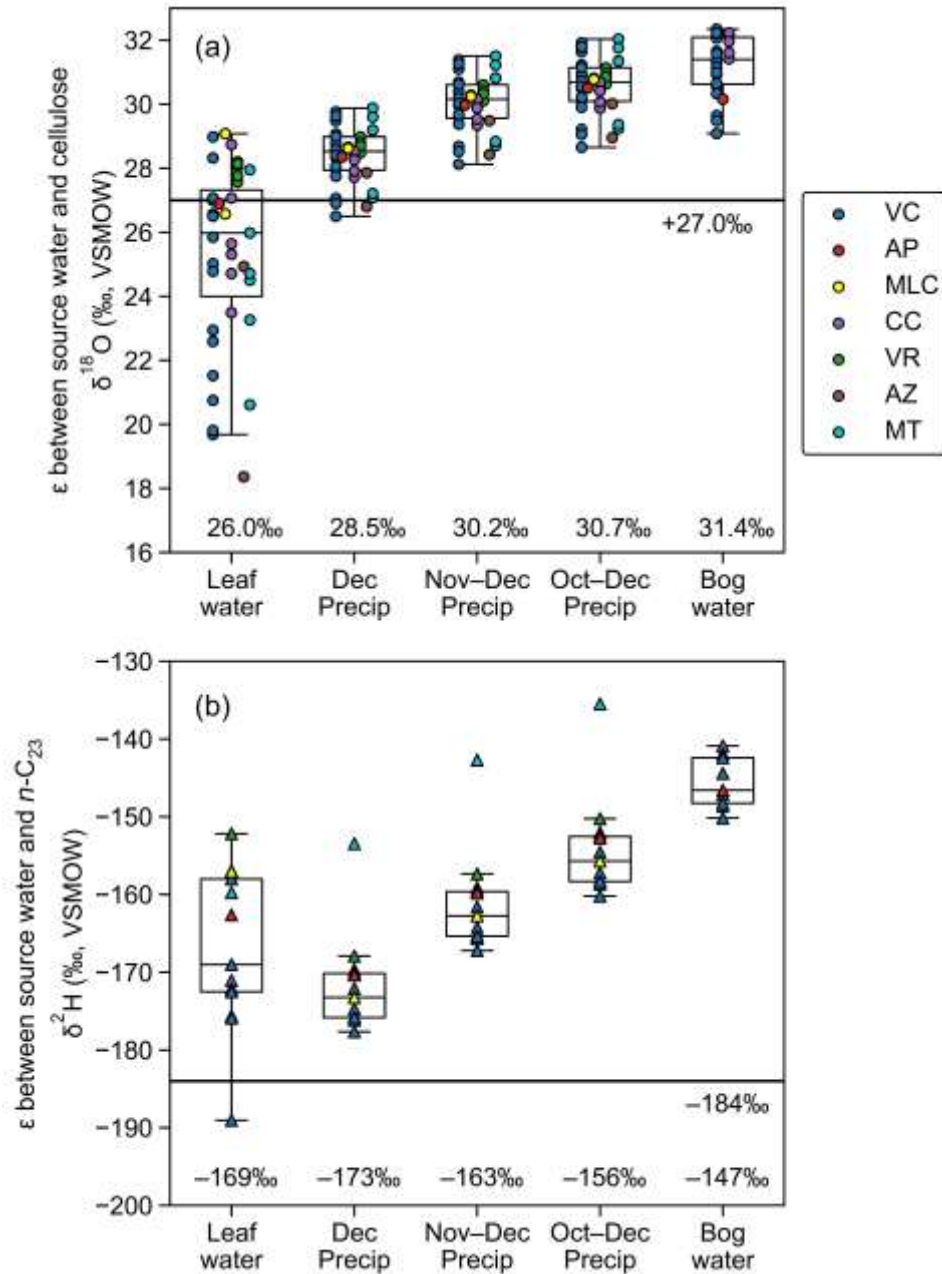 (a)
ε between source water and cellulose
δ¹⁸O (‰, VSMOW)
32
30
28
26
24
22
20
18
16
+27.0‰
26.0‰ 28.5‰ 30.2‰ 30.7‰ 31.4‰
Leaf water
Dec Precip
Nov–Dec Precip
Oct–Dec Precip
Bog water
VC
AP
MLC
CC
VR
AZ
MT
(b)
ε between source water and n-C₂₃
δ²H (‰, VSMOW)
−130
−140
−150
−160
−170
−180
−190
−200
−184‰
−169‰ −173‰ −163‰ −156‰ −147‰
Leaf water
Dec Precip
Nov–Dec Precip
Oct–Dec Precip
Bog water